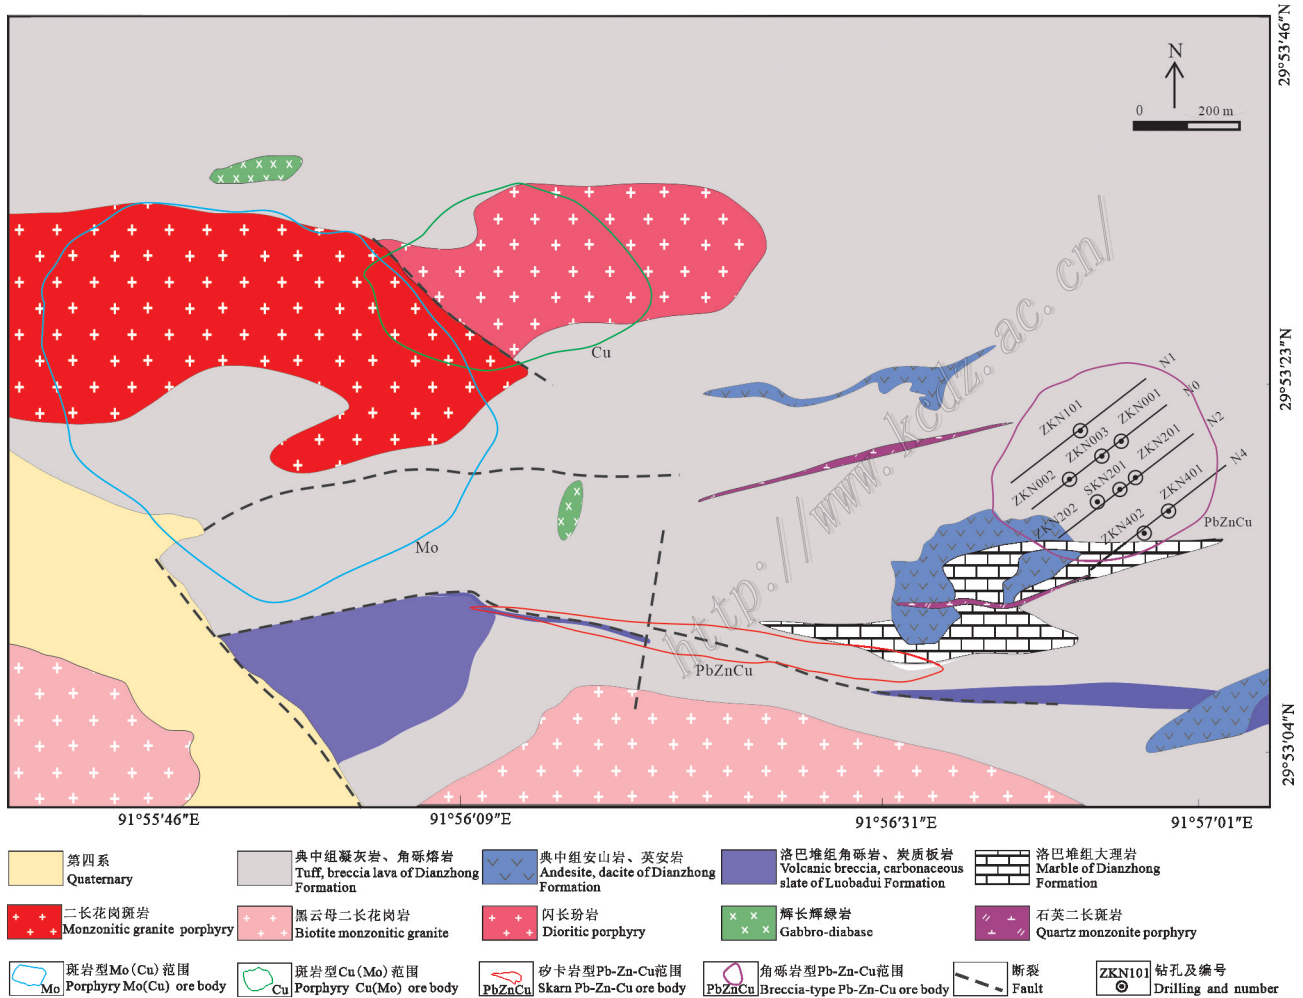 29°53′46″N
N
0 200 m
29°53′23″N
Cu
N1
N0
N2
N4
ZKN101
ZKN001
ZKN003
ZKN201
ZKN002
SKN201
ZKN401
ZKN202
ZKN402
PbZnCu
Mo
PbZnCu
http://www.kcdz.ac.cn/
29°53′04″N
91°55′46″E
91°56′09″E
91°56′31″E
91°57′01″E
第四系
Quaternary
典中组凝灰岩、角砾熔岩
Tuff, breccia lava of Dianzhong
Formation
典中组安山岩、英安岩
Andesite, dacite of Dianzhong
Formation
洛巴堆组角砾岩、炭质板岩
Volcanic breccia, carbonaceous
slate of Luobadui Formation
洛巴堆组大理岩
Marble of Dianzhong
Formation
二长花岗斑岩
Monzonitic granite porphyry
黑云母二长花岗岩
Biotite monzonitic granite
闪长玢岩
Dioritic porphyry
辉长辉绿岩
Gabbro-diabase
石英二长斑岩
Quartz monzonite porphyry
Mo
斑岩型Mo(Cu)范围
Porphyry Mo(Cu) ore body
Cu
斑岩型Cu(Mo)范围
Porphyry Cu(Mo) ore body
PbZnCu
矽卡岩型Pb-Zn-Cu范围
Skarn Pb-Zn-Cu ore body
PbZnCu
角砾岩型Pb-Zn-Cu范围
Breccia-type Pb-Zn-Cu ore body
断裂
Fault
ZKN101
钻孔及编号
Drilling and number